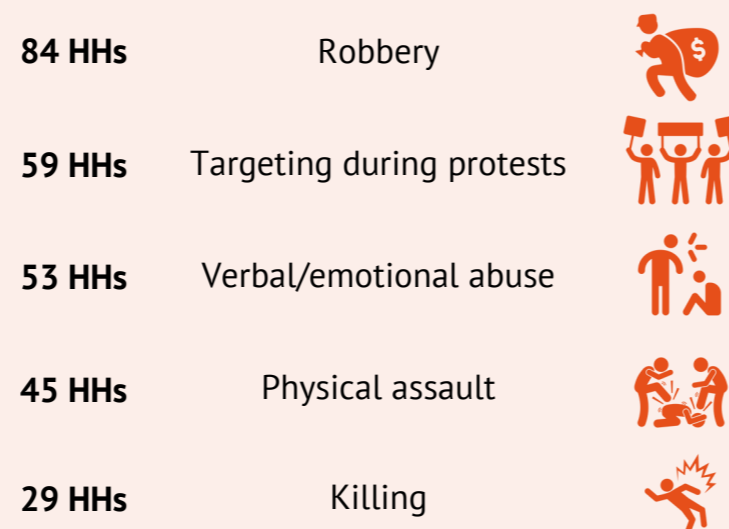 84 HHs Robbery $
59 HHs Targeting during protests
53 HHs Verbal/emotional abuse
45 HHs Physical assault
29 HHs Killing